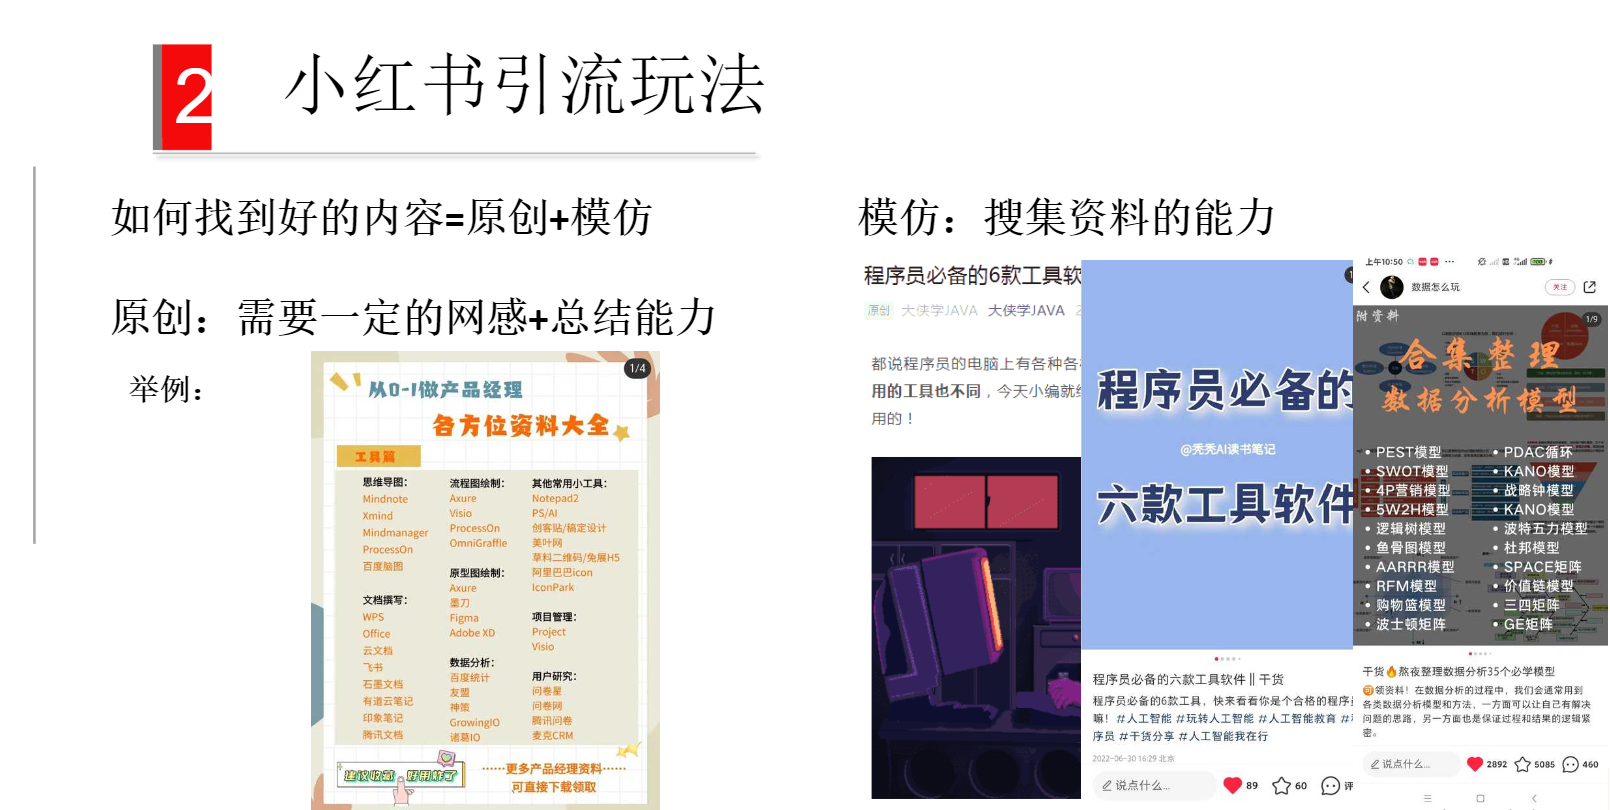 2
小红书引流玩法
如何找到好的内容=原创+模仿
原创：需要一定的网感+总结能力
举例：
1/4
从0-1做产品经理
各方位资料大全
工具篇
思维导图：
Mindnote
Xmind
Mindmanager
ProcessOn
百度脑图
文档撰写：
WPS
Office
云文档
飞书
石墨文档
有道云笔记
印象笔记
腾讯文档
流程图绘制：
Axure
Visio
ProcessOn
OmniGraffle
原型图绘制：
Axure
墨刀
Figma
Adobe XD
数据分析：
百度统计
友盟
神策
GrowingIO
诸葛IO
其他常用小工具：
Notepad2
PS/AI
创客贴/搞定设计
美叶网
草料二维码/兔展H5
阿里巴巴icon
IconPark
项目管理：
Project
Visio
用户研究：
问卷星
问卷网
腾讯问卷
麦克CRM
建议收藏 好用疯了
······更多产品经理资料······
可直接下载领取
模仿：搜集资料的能力
程序员必备的6款工具软
原创 大侠学JAVA 大侠学JAVA 2
都说程序员的电脑上有各种各
用的工具也不同，今天小编就
用的！
程序员必备的
@秃秃AI读书笔记
六款工具软件
程序员必备的六款工具软件 || 干货
程序员必备的6款工具，快来看看你是个合格的程序
嘛！#人工智能 #玩转人工智能 #人工智能教育 #
序员 #干货分享 #人工智能我在行
2022-06-30 16:29 北京
说点什么... 89 60 评
上午10:50
数据怎么玩 关注
附资料
1/9
合集整理
数据分析模型
• PEST模型
• SWOT模型
• 4P营销模型
• 5W2H模型
• 逻辑树模型
• 鱼骨图模型
• AARRR模型
• RFM模型
• 购物篮模型
• 波士顿矩阵
• PDAC循环
• KANO模型
• 战略钟模型
• KANO模型
• 波特五力模型
• 杜邦模型
• SPACE矩阵
• 价值链模型
• 三四矩阵
• GE矩阵
干货🔥熬夜整理数据分析35个必学模型
可领资料！在数据分析的过程中，我们会通常用到
各类数据分析模型和方法，一方面可以让自己有解决
问题的思路，另一方面也是保证过程和结果的逻辑紧
密。
说点什么... 2892 5085 460